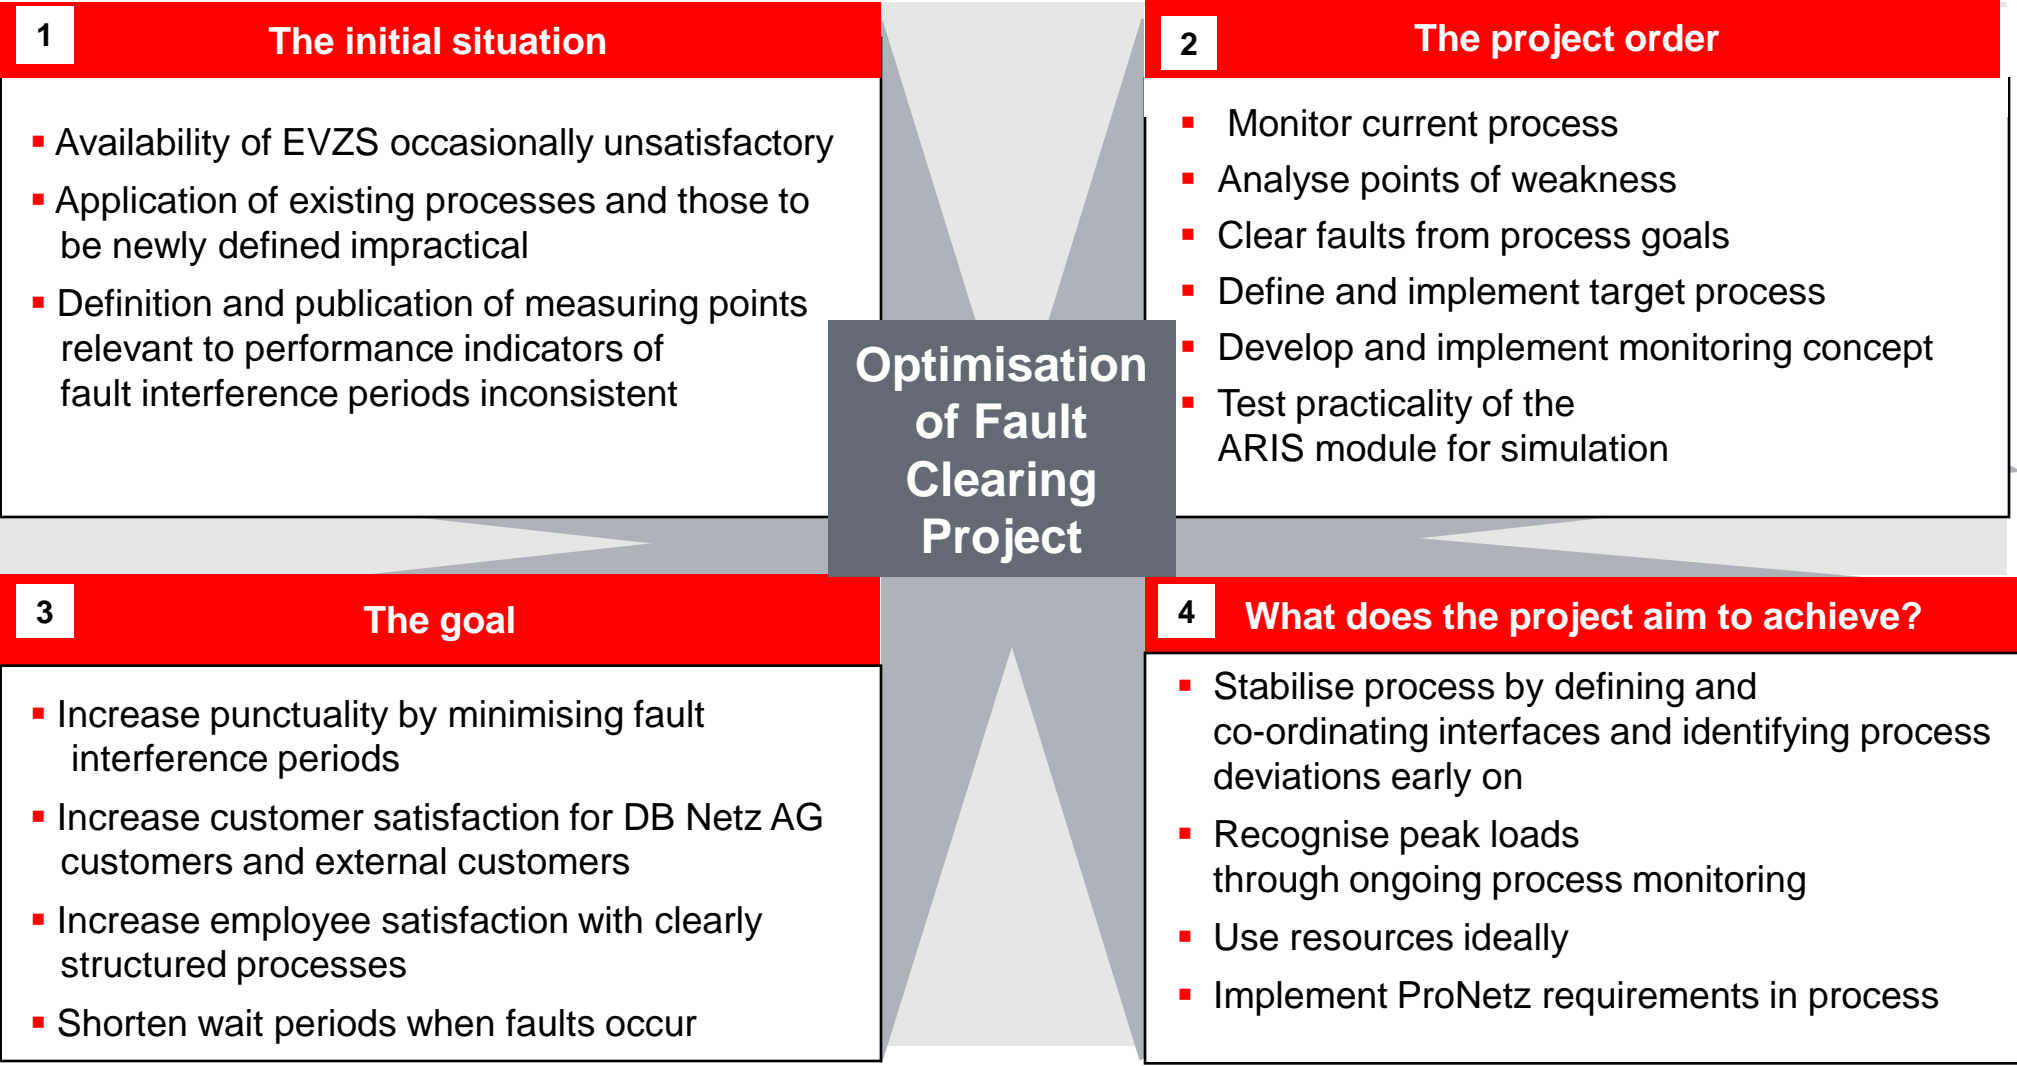 1
The initial situation
▪ Availability of EVZS occasionally unsatisfactory
▪ Application of existing processes and those to
be newly defined impractical
▪ Definition and publication of measuring points
relevant to performance indicators of
fault interference periods inconsistent
2
The project order
▪ Monitor current process
▪ Analyse points of weakness
▪ Clear faults from process goals
▪ Define and implement target process
▪ Develop and implement monitoring concept
▪ Test practicality of the
ARIS module for simulation
Optimisation
of Fault
Clearing
Project
3
The goal
▪ Increase punctuality by minimising fault
interference periods
▪ Increase customer satisfaction for DB Netz AG
customers and external customers
▪ Increase employee satisfaction with clearly
structured processes
▪ Shorten wait periods when faults occur
4
What does the project aim to achieve?
▪ Stabilise process by defining and
co-ordinating interfaces and identifying process
deviations early on
▪ Recognise peak loads
through ongoing process monitoring
▪ Use resources ideally
▪ Implement ProNetz requirements in process